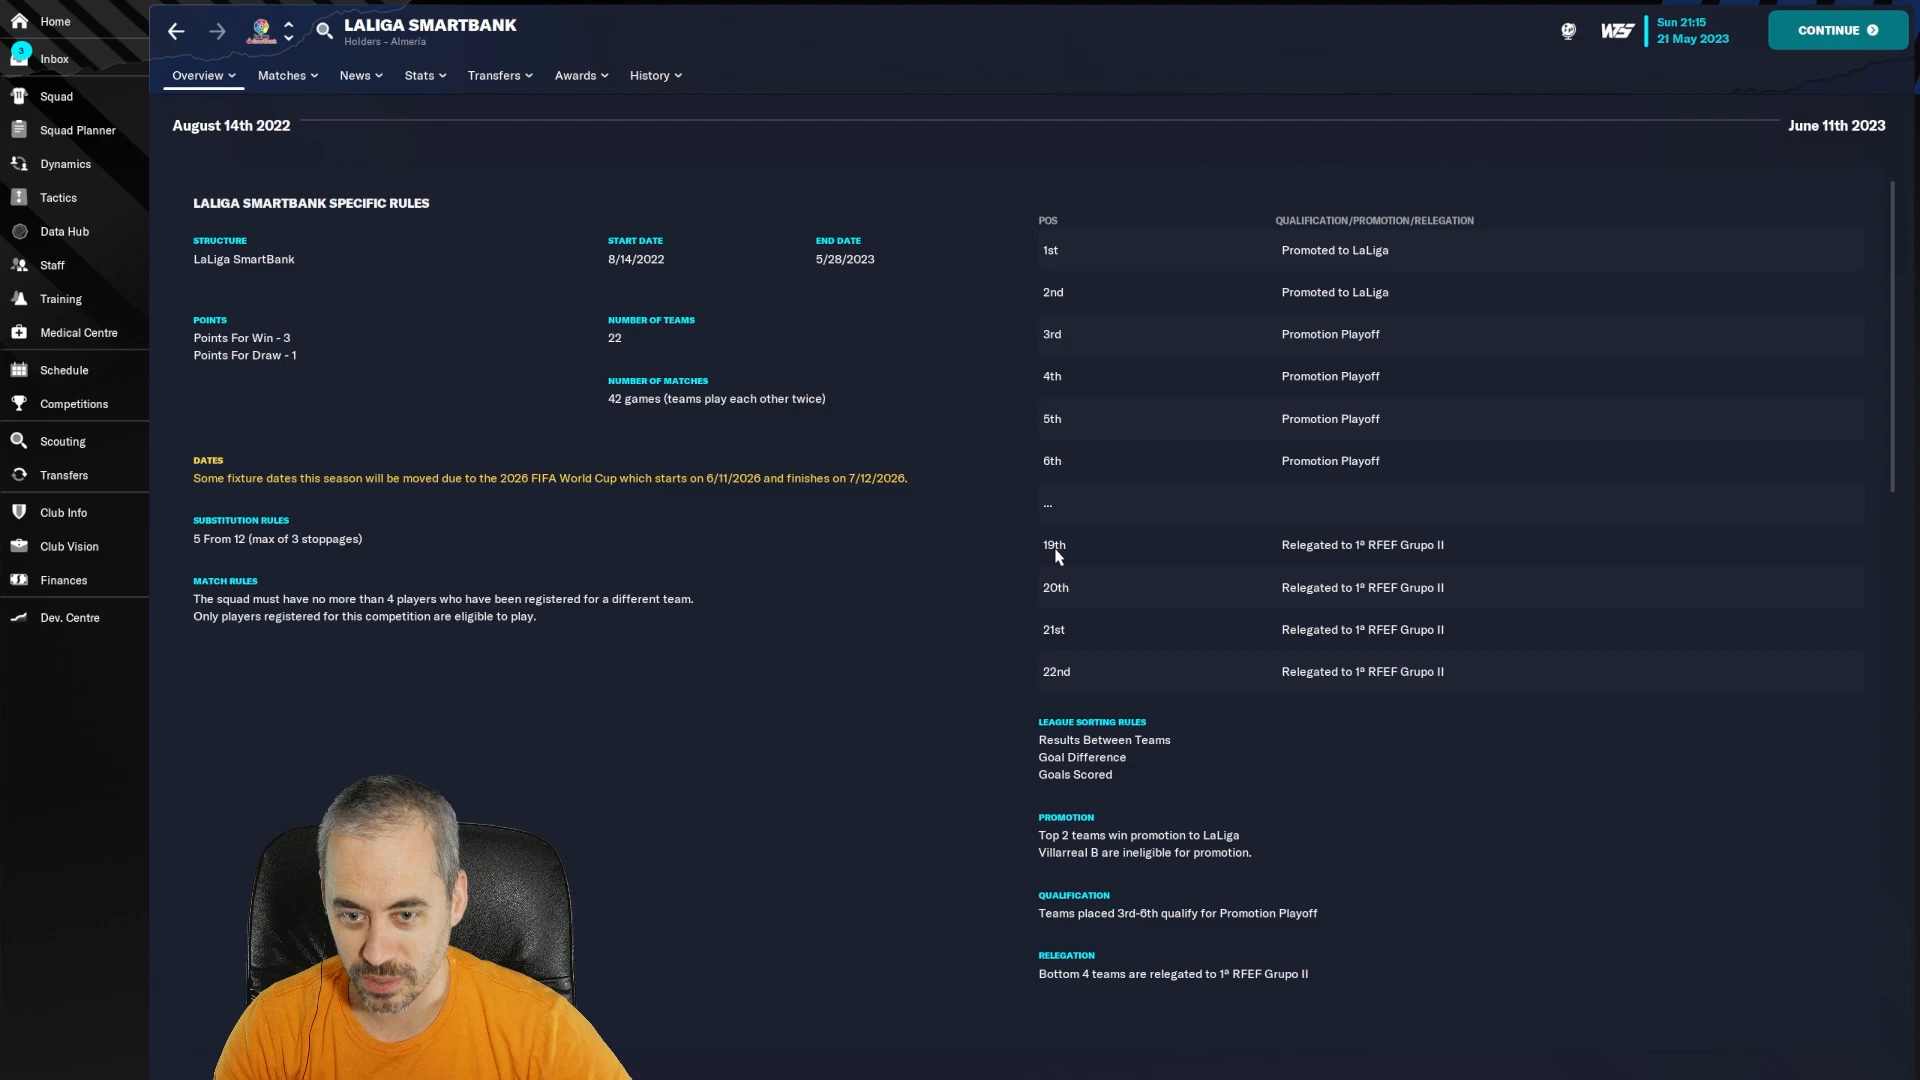 Home
3
Inbox
Squad
Squad Planner
Dynamics
Tactics
Data Hub
Staff
Training
Medical Centre
Schedule
Competitions
Scouting
Transfers
Club Info
Club Vision
Finances
Dev. Centre
LALIGA SMARTBANK
Holders - Almería
Sun 21:15
21 May 2023
CONTINUE
Overview
Matches
News
Stats
Transfers
Awards
History
August 14th 2022
June 11th 2023
LALIGA SMARTBANK SPECIFIC RULES
STRUCTURE
LaLiga SmartBank
START DATE
8/14/2022
END DATE
5/28/2023
POINTS
Points For Win - 3
Points For Draw - 1
NUMBER OF TEAMS
22
NUMBER OF MATCHES
42 games (teams play each other twice)
DATES
Some fixture dates this season will be moved due to the 2026 FIFA World Cup which starts on 6/11/2026 and finishes on 7/12/2026.
SUBSTITUTION RULES
5 From 12 (max of 3 stoppages)
MATCH RULES
The squad must have no more than 4 players who have been registered for a different team.
Only players registered for this competition are eligible to play.
POS QUALIFICATION/PROMOTION/RELEGATION
1st Promoted to LaLiga
2nd Promoted to LaLiga
3rd Promotion Playoff
4th Promotion Playoff
5th Promotion Playoff
6th Promotion Playoff
...
19th Relegated to 1ª RFEF Grupo II
20th Relegated to 1ª RFEF Grupo II
21st Relegated to 1ª RFEF Grupo II
22nd Relegated to 1ª RFEF Grupo II
LEAGUE SORTING RULES
Results Between Teams
Goal Difference
Goals Scored
PROMOTION
Top 2 teams win promotion to LaLiga
Villarreal B are ineligible for promotion.
QUALIFICATION
Teams placed 3rd-6th qualify for Promotion Playoff
RELEGATION
Bottom 4 teams are relegated to 1ª RFEF Grupo II